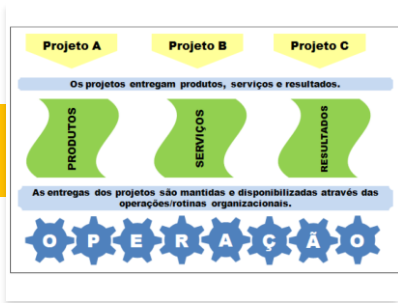 Projeto A Projeto B Projeto C
Os projetos entregam produtos, serviços e resultados.
PRODUTOS SERVIÇOS RESULTADOS
As entregas dos projetos são mantidas e disponibilizadas através das
operações/rotinas organizacionais.
OPERAÇÃO